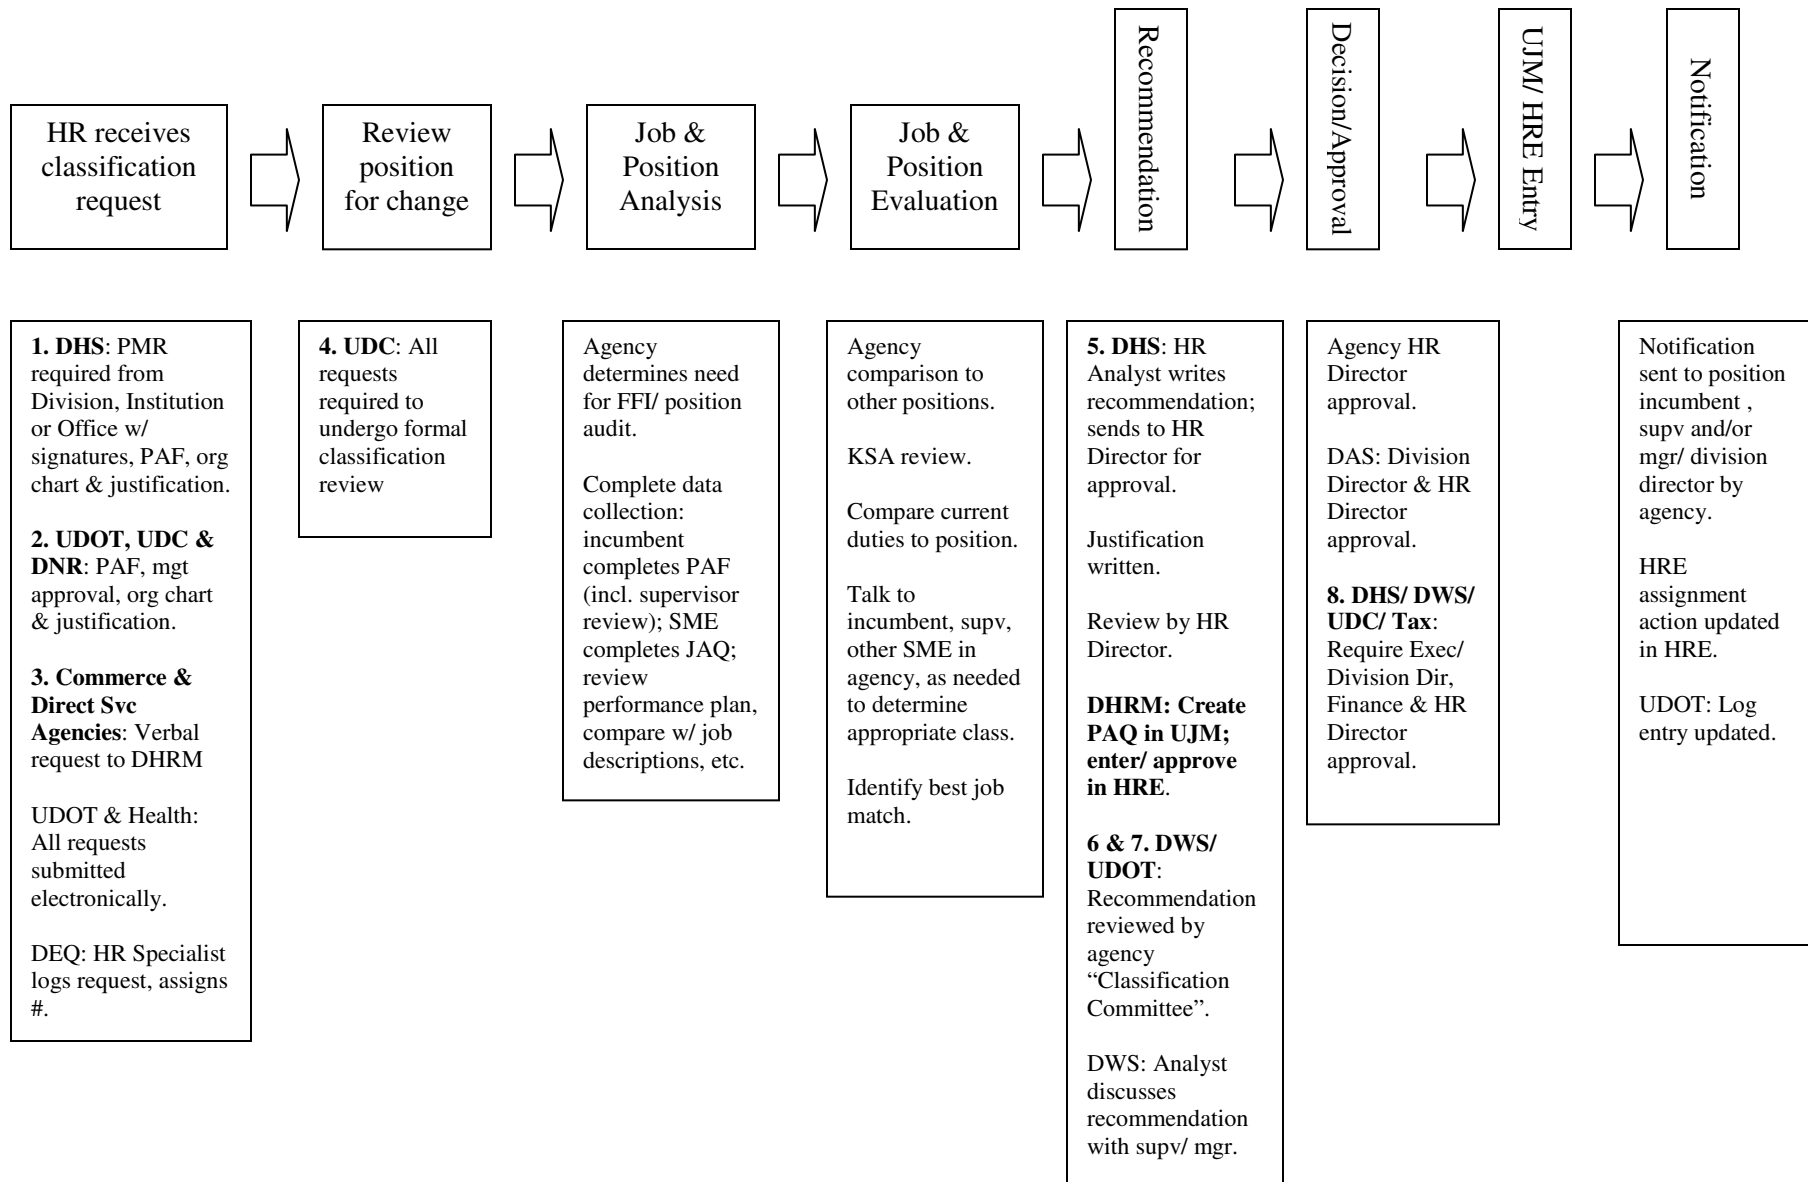 HR receives
classification
request
Review
position
for change
Job &
Position
Analysis
Job &
Position
Evaluation
Recommendation
Decision/Approval
UJM/ HRE Entry
Notification
1. DHS: PMR
required from
Division, Institution
or Office w/
signatures, PAF, org
chart & justification.
2. UDOT, UDC &
DNR: PAF, mgt
approval, org chart
& justification.
3. Commerce &
Direct Svc
Agencies: Verbal
request to DHRM
UDOT & Health:
All requests
submitted
electronically.
DEQ: HR Specialist
logs request, assigns
#.
4. UDC: All
requests
required to
undergo formal
classification
review
Agency
determines need
for FFI/ position
audit.
Complete data
collection:
incumbent
completes PAF
(incl. supervisor
review); SME
completes JAQ;
review
performance plan,
compare w/ job
descriptions, etc.
Agency
comparison to
other positions.
KSA review.
Compare current
duties to position.
Talk to
incumbent, supv,
other SME in
agency, as needed
to determine
appropriate class.
Identify best job
match.
5. DHS: HR
Analyst writes
recommendation;
sends to HR
Director for
approval.
Justification
written.
Review by HR
Director.
DHRM: Create
PAQ in UJM;
enter/ approve
in HRE.
6 & 7. DWS/
UDOT:
Recommendation
reviewed by
agency
“Classification
Committee”.
DWS: Analyst
discusses
recommendation
with supv/ mgr.
Agency HR
Director
approval.
DAS: Division
Director & HR
Director
approval.
8. DHS/ DWS/
UDC/ Tax:
Require Exec/
Division Dir,
Finance & HR
Director
approval.
Notification
sent to position
incumbent ,
supv and/or
mgr/ division
director by
agency.
HRE
assignment
action updated
in HRE.
UDOT: Log
entry updated.